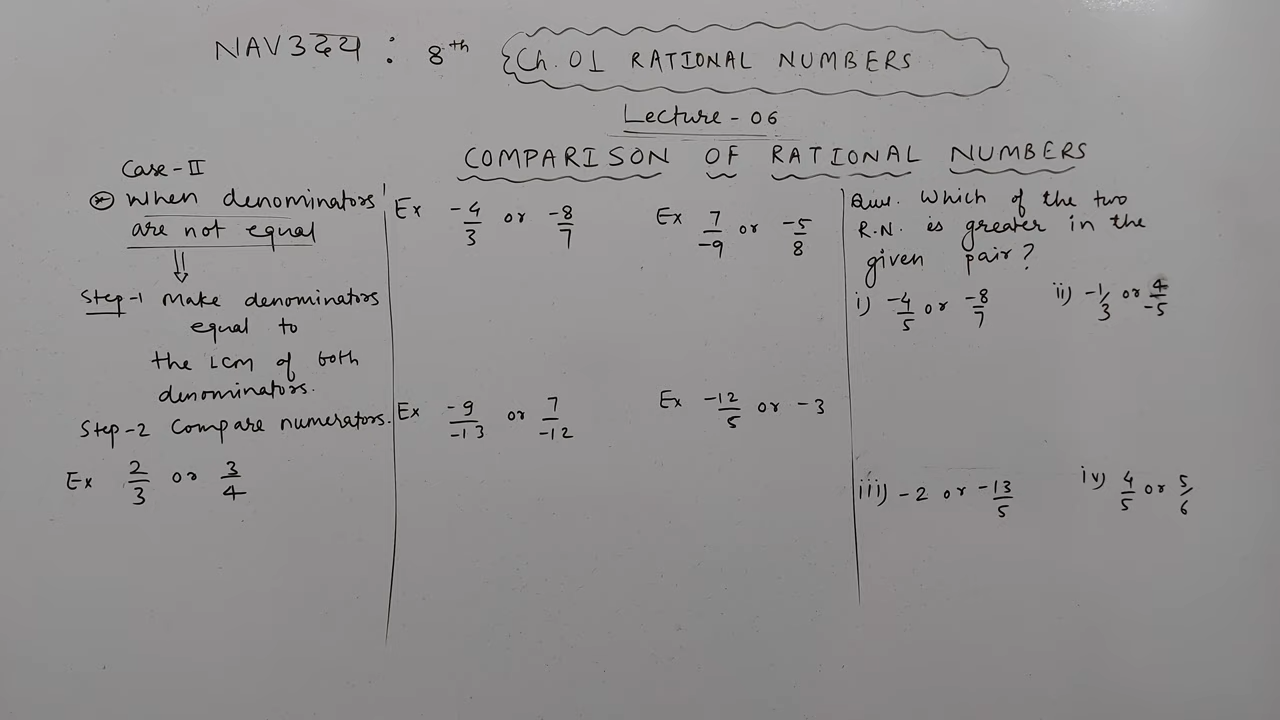 NAV322 : 8th Ch. 01 RATIONAL NUMBERS
Lecture - 06
COMPARISON OF RATIONAL NUMBERS
Case - II
When denominators
are not equal
⇓
Step-1 Make denominators
equal to
the LCM of both
denominators.
Step-2 Compare numerators.
Ex 2/3 or 3/4
Ex -4/3 or -8/7
Ex 7/-9 or -5/8
Ex -9/-13 or 7/-12
Ex -12/5 or -3
Ques. Which of the two
R.N. is greater in the
given pair?
i) -4/5 or -8/7 ii) -1/3 or 4/-5
iii) -2 or -13/5 iv) 4/5 or 5/6